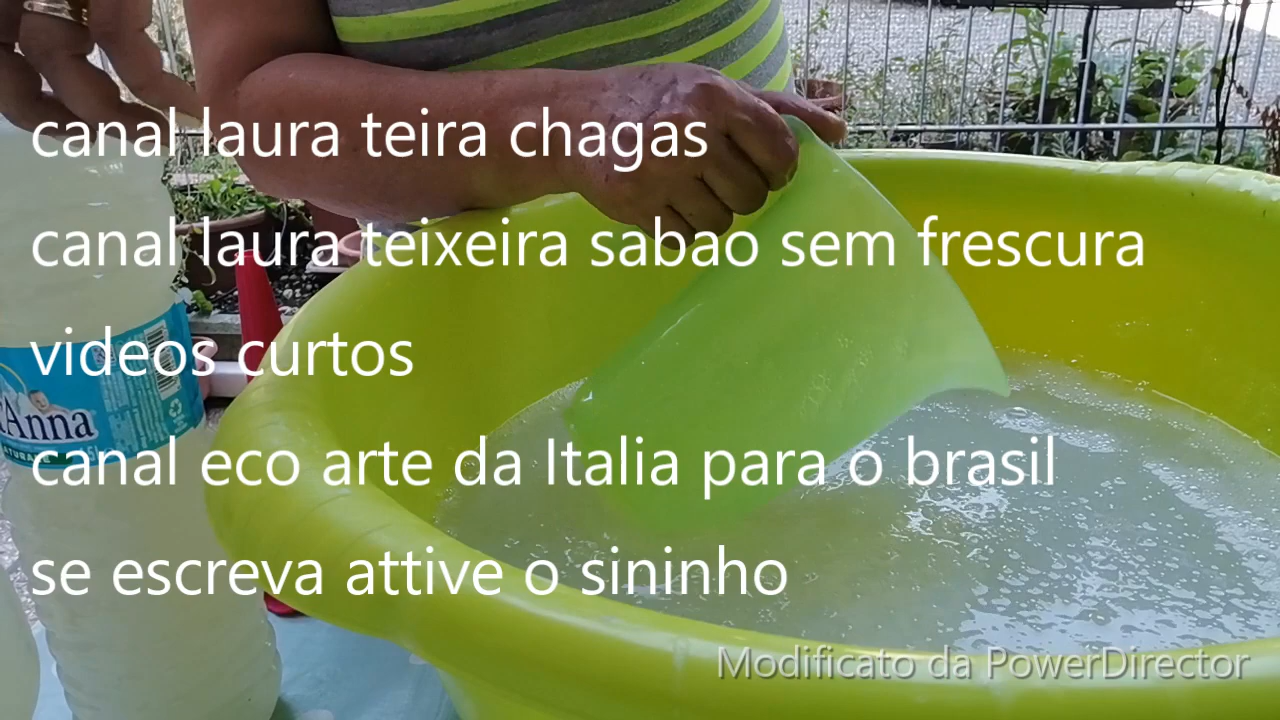 canal laura teira chagas
canal laura teixeira sabao sem frescura
videos curtos
Anna
canal eco arte da Italia para o brasil
se escreva attive o sininho
Modificato da PowerDirector